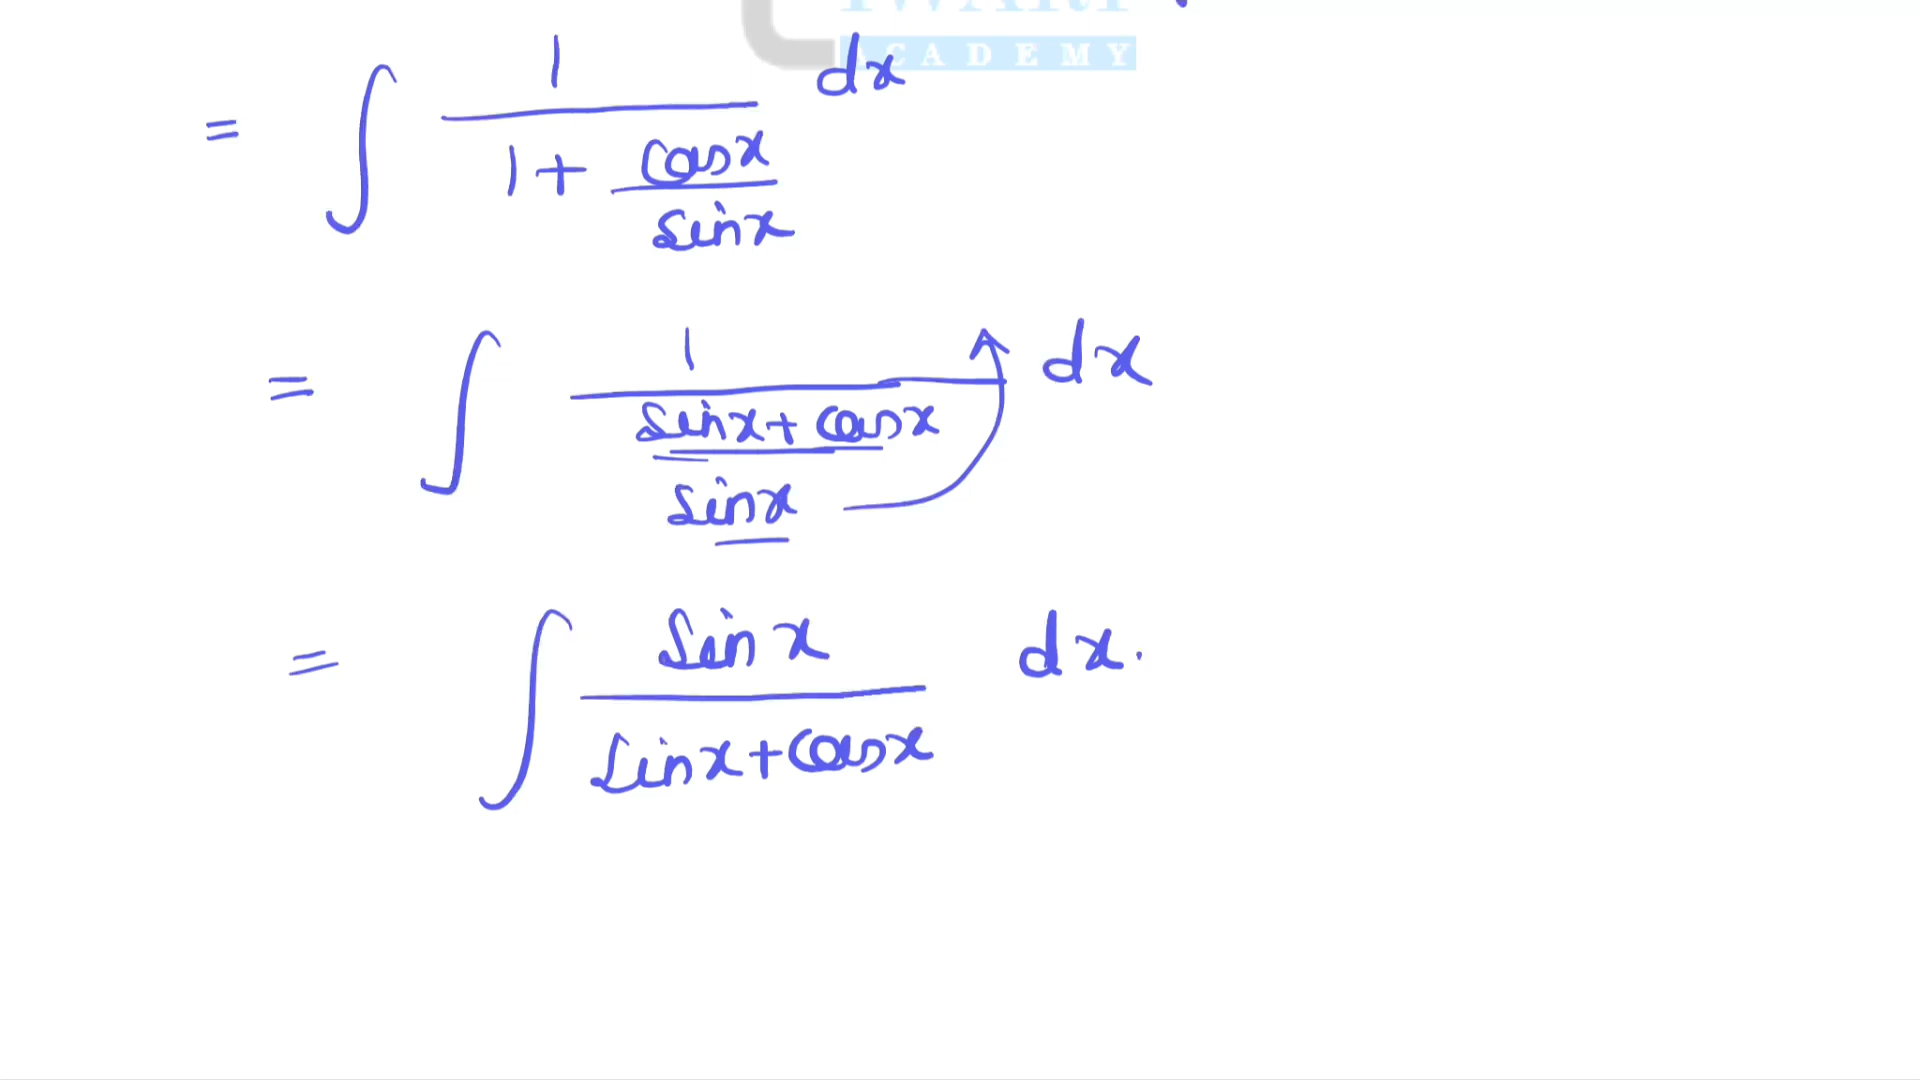 ACADEMY
= ∫ 1 / (1 + cosx / sinx) dx
= ∫ 1 / ((sinx + cosx) / sinx) dx
= ∫ sinx / (sinx + cosx) dx.